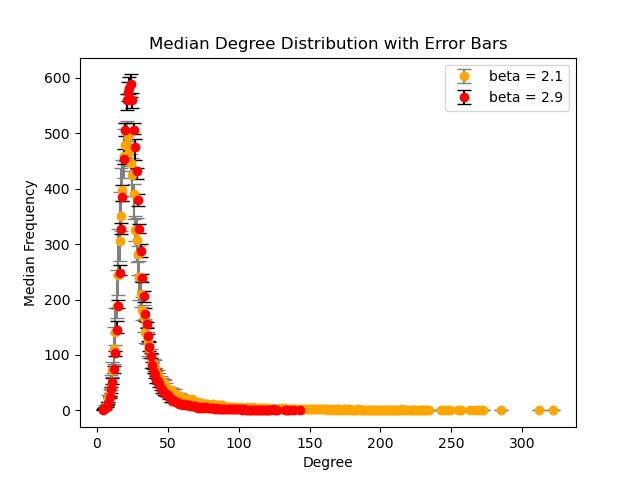 Median Degree Distribution with Error Bars
beta = 2.1
beta = 2.9
Median Frequency
600
500
400
300
200
100
0
0 50 100 150 200 250 300
Degree